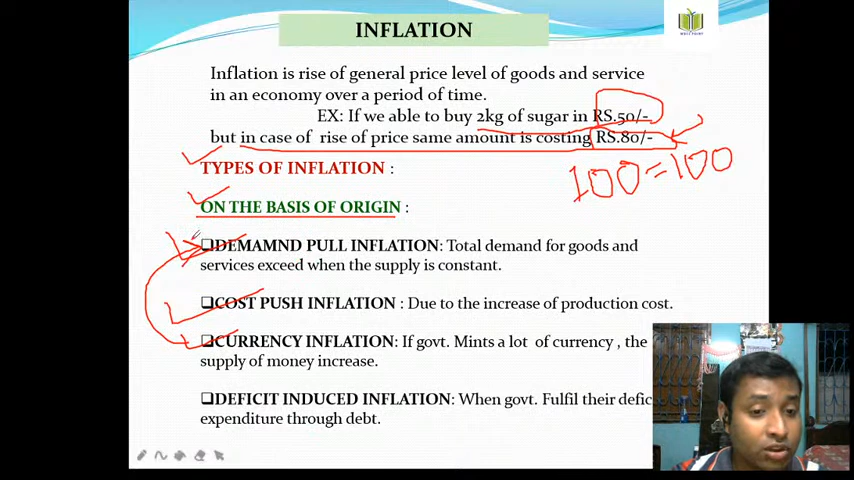 INFLATION
Inflation is rise of general price level of goods and service
in an economy over a period of time.
EX: If we able to buy 2kg of sugar in RS.50/-
but in case of rise of price same amount is costing RS.80/-
100=100
TYPES OF INFLATION :
ON THE BASIS OF ORIGIN :
DEMAMND PULL INFLATION: Total demand for goods and
services exceed when the supply is constant.
COST PUSH INFLATION : Due to the increase of production cost.
CURRENCY INFLATION: If govt. Mints a lot of currency , the
supply of money increase.
DEFICIT INDUCED INFLATION: When govt. Fulfil their defic
expenditure through debt.